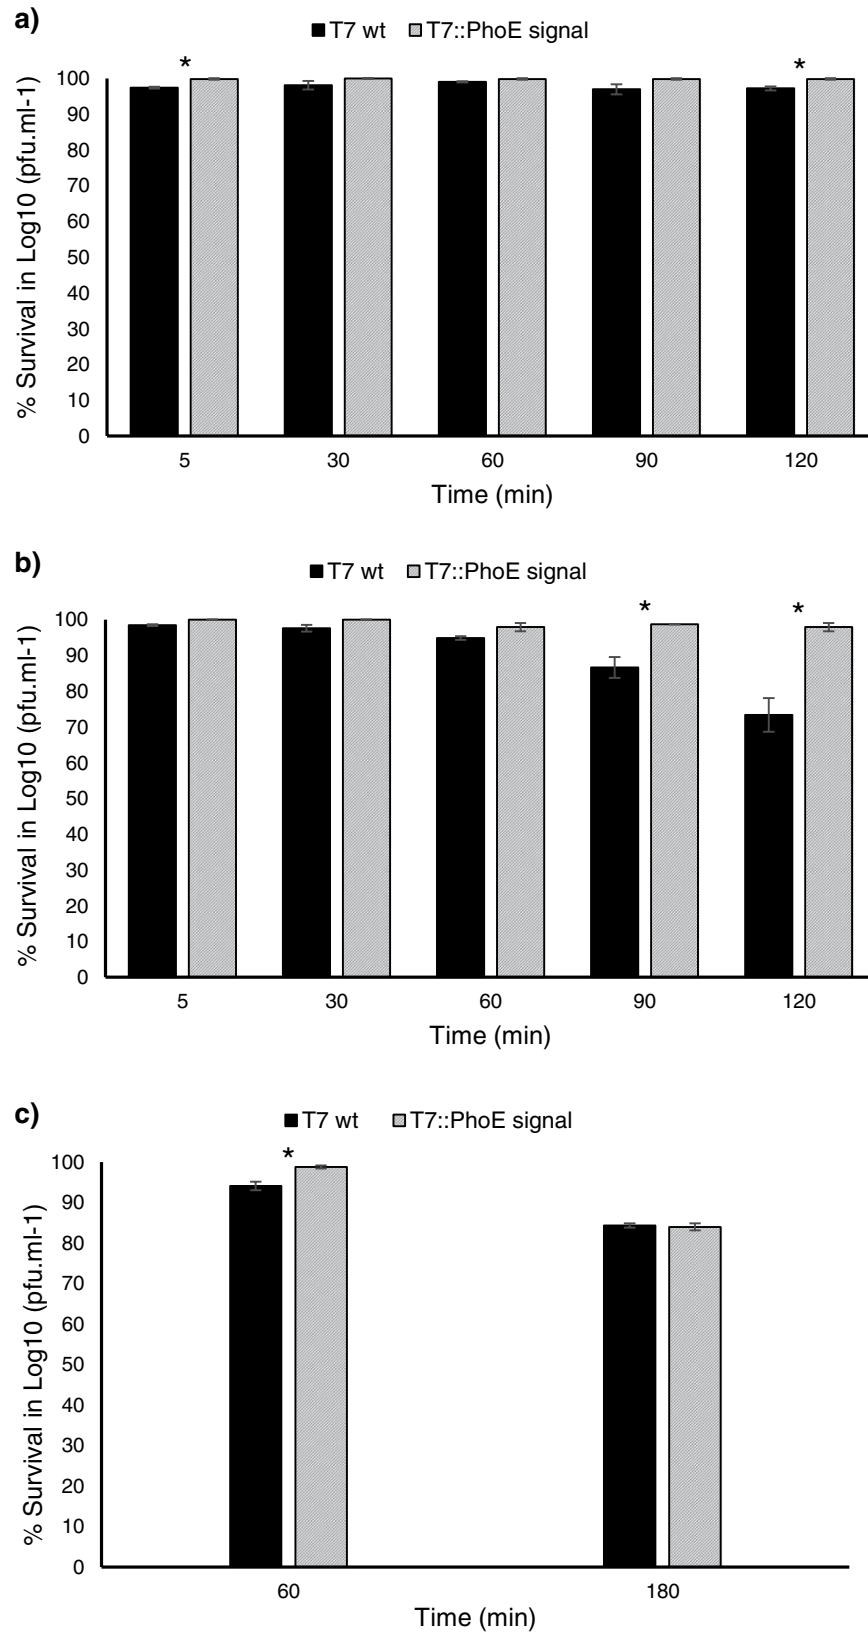 a)
T7 wt T7::PhoE signal
% Survival in Log10 (pfu.ml-1)
* *
100
90
80
70
60
50
40
30
20
10
0
5 30 60 90 120
Time (min)
b)
T7 wt T7::PhoE signal
% Survival in Log10 (pfu.ml-1)
* *
100
90
80
70
60
50
40
30
20
10
0
5 30 60 90 120
Time (min)
c)
T7 wt T7::PhoE signal
% Survival in Log10 (pfu.ml-1)
*
100
90
80
70
60
50
40
30
20
10
0
60 180
Time (min)